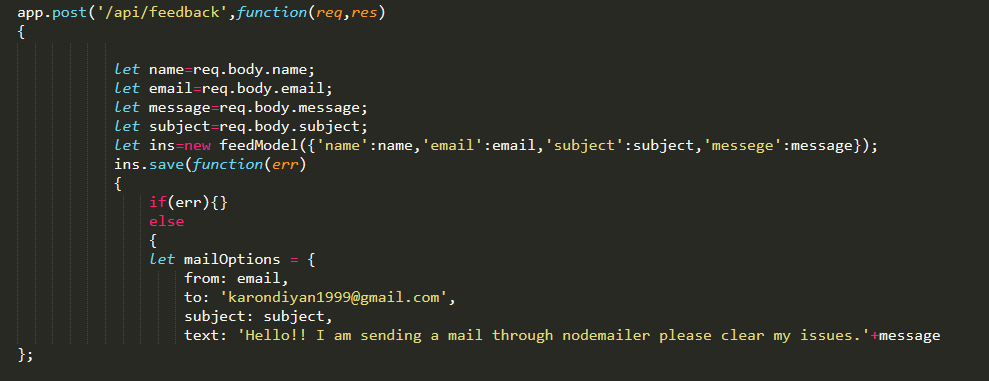 app.post('/api/feedback',function(req,res)
{
let name=req.body.name;
let email=req.body.email;
let message=req.body.message;
let subject=req.body.subject;
let ins=new feedModel({'name':name,'email':email,'subject':subject,'messege':message});
ins.save(function(err)
{
if(err){}
else
{
let mailOptions = {
from: email,
to: 'karondiyan1999@gmail.com',
subject: subject,
text: 'Hello!! I am sending a mail through nodemailer please clear my issues.'+message
};